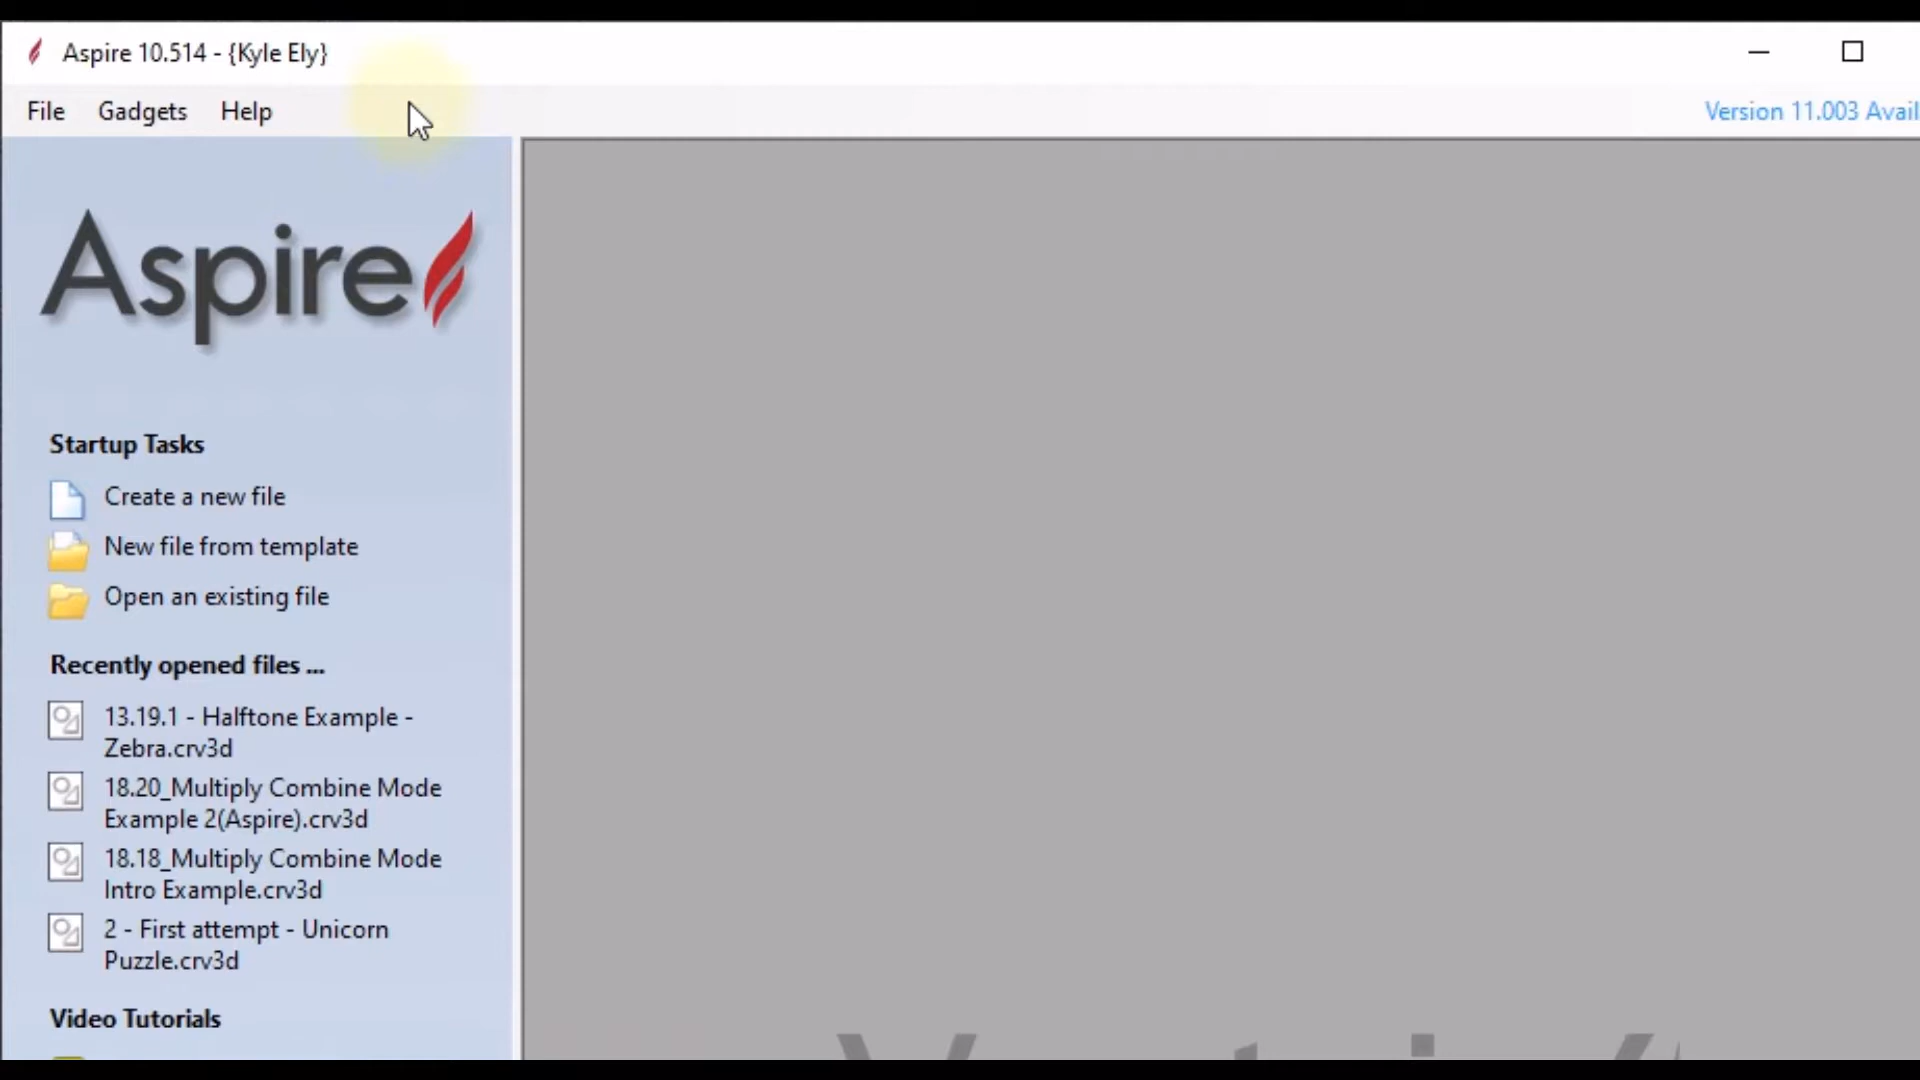 Aspire 10.514 - {Kyle Ely}
File Gadgets Help
Version 11.003 Avail
Aspire
Startup Tasks
Create a new file
New file from template
Open an existing file
Recently opened files ...
13.19.1 - Halftone Example -
Zebra.crv3d
18.20_Multiply Combine Mode
Example 2(Aspire).crv3d
18.18_Multiply Combine Mode
Intro Example.crv3d
2 - First attempt - Unicorn
Puzzle.crv3d
Video Tutorials